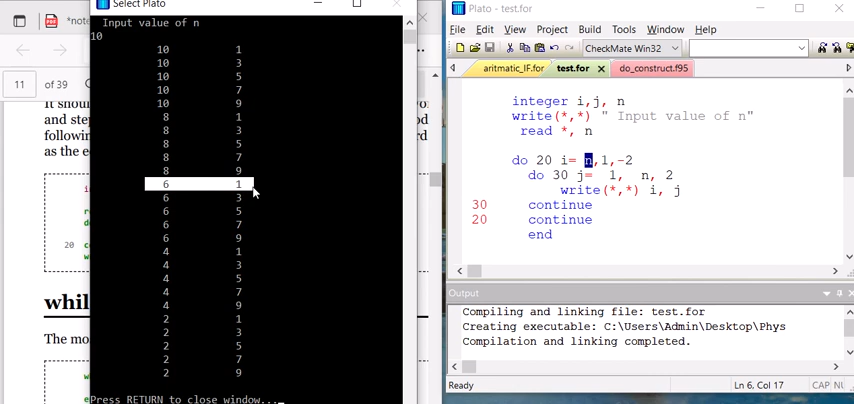 Select Plato
*note
11 of 39
It shou
and step
followin
as the e
20
whil
The mo
Input value of n
10
10 1
10 3
10 5
10 7
10 9
8 1
8 3
8 5
8 7
8 9
6 1
6 3
6 5
6 7
6 9
4 1
4 3
4 5
4 7
4 9
2 1
2 3
2 5
2 7
2 9
Press RETURN to close window..._
Plato - test.for
File Edit View Project Build Tools Window Help
CheckMate Win32
aritmatic_IF.for test.for do_construct.f95
integer i,j, n
write(*,*) " Input value of n"
read *, n
do 20 i= n,1,-2
do 30 j= 1, n, 2
write(*,*) i, j
30 continue
20 continue
end
Output
Compiling and linking file: test.for
Creating executable: C:\Users\Admin\Desktop\Phys
Compilation and linking completed.
Ready Ln 6, Col 17 CAP NU